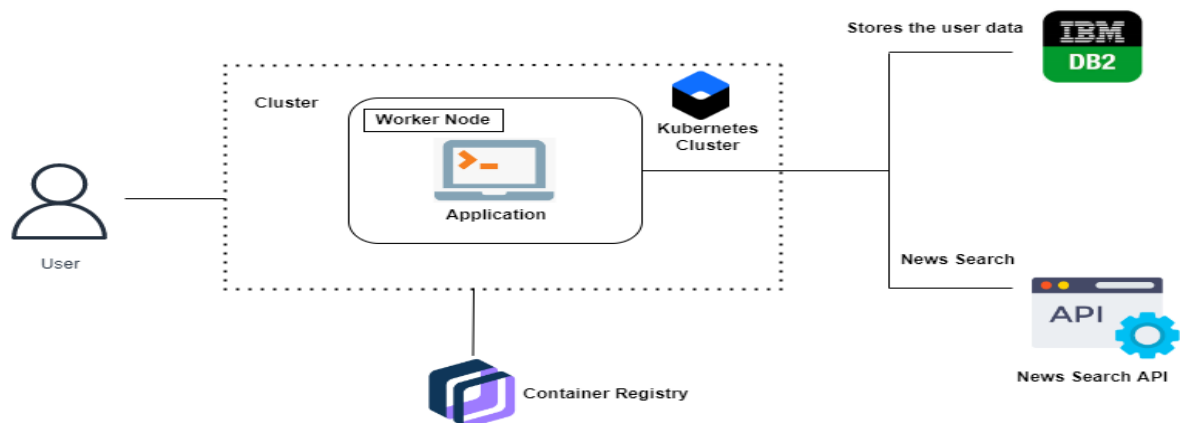 Stores the user data
IBM
DB2
Cluster
Worker Node
Kubernetes
Cluster
Application
User
News Search
API
News Search API
Container Registry